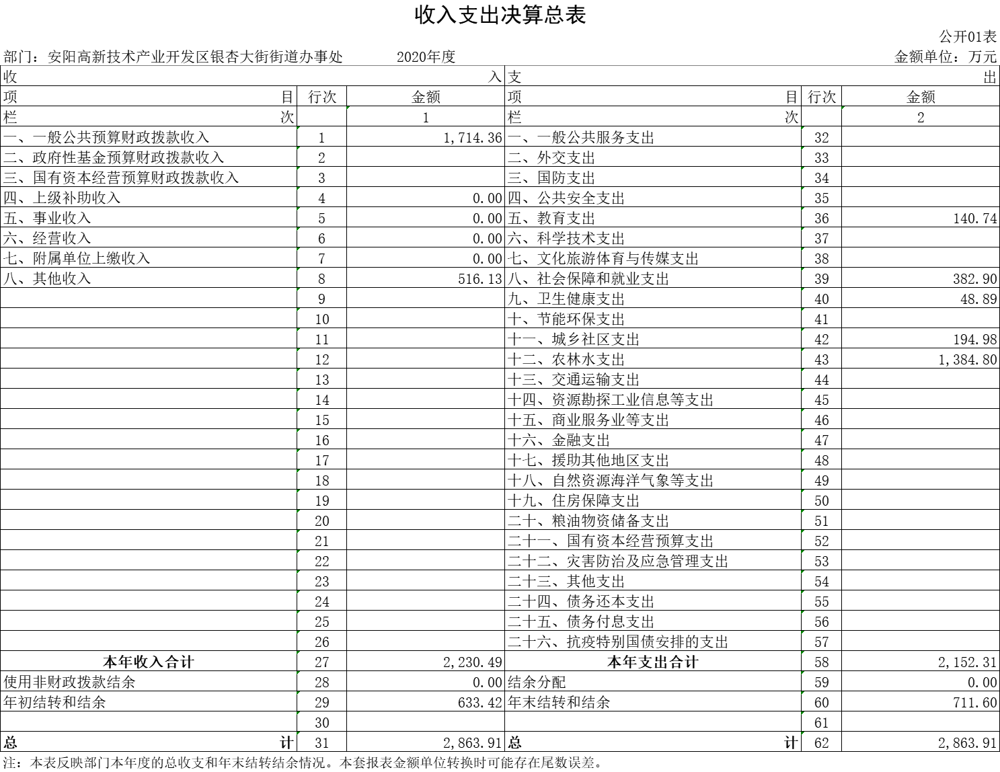 收入支出决算总表
公开01表
部门：安阳高新技术产业开发区银杏大街街道办事处 2020年度 金额单位：万元
收 入 支 出
项 目 行次 金额 项 目 行次 金额
栏 次 1 栏 次 2
一、一般公共预算财政拨款收入 1 1,714.36 一、一般公共服务支出 32
二、政府性基金预算财政拨款收入 2 二、外交支出 33
三、国有资本经营预算财政拨款收入 3 三、国防支出 34
四、上级补助收入 4 0.00 四、公共安全支出 35
五、事业收入 5 0.00 五、教育支出 36 140.74
六、经营收入 6 0.00 六、科学技术支出 37
七、附属单位上缴收入 7 0.00 七、文化旅游体育与传媒支出 38
八、其他收入 8 516.13 八、社会保障和就业支出 39 382.90
9 九、卫生健康支出 40 48.89
10 十、节能环保支出 41
11 十一、城乡社区支出 42 194.98
12 十二、农林水支出 43 1,384.80
13 十三、交通运输支出 44
14 十四、资源勘探工业信息等支出 45
15 十五、商业服务业等支出 46
16 十六、金融支出 47
17 十七、援助其他地区支出 48
18 十八、自然资源海洋气象等支出 49
19 十九、住房保障支出 50
20 二十、粮油物资储备支出 51
21 二十一、国有资本经营预算支出 52
22 二十二、灾害防治及应急管理支出 53
23 二十三、其他支出 54
24 二十四、债务还本支出 55
25 二十五、债务付息支出 56
26 二十六、抗疫特别国债安排的支出 57
本年收入合计 27 2,230.49 本年支出合计 58 2,152.31
使用非财政拨款结余 28 0.00 结余分配 59 0.00
年初结转和结余 29 633.42 年末结转和结余 60 711.60
30 61
总 计 31 2,863.91 总 计 62 2,863.91
注：本表反映部门本年度的总收支和年末结转结余情况。本套报表金额单位转换时可能存在尾数误差。